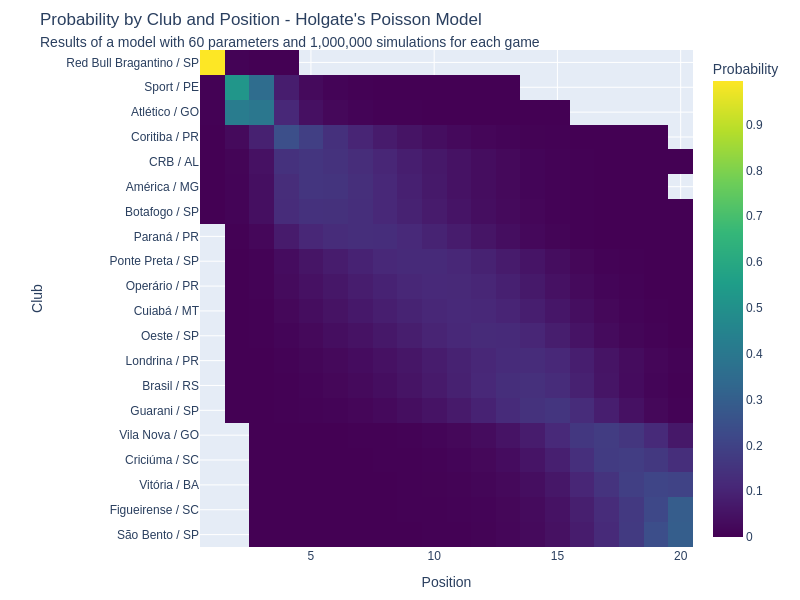 Probability by Club and Position - Holgate's Poisson Model
Results of a model with 60 parameters and 1,000,000 simulations for each game
Red Bull Bragantino / SP
Sport / PE
Atlético / GO
Coritiba / PR
CRB / AL
América / MG
Botafogo / SP
Paraná / PR
Ponte Preta / SP
Operário / PR
Cuiabá / MT
Oeste / SP
Londrina / PR
Brasil / RS
Guarani / SP
Vila Nova / GO
Criciúma / SC
Vitória / BA
Figueirense / SC
São Bento / SP
Club
5
10
15
20
Position
Probability
0.9
0.8
0.7
0.6
0.5
0.4
0.3
0.2
0.1
0